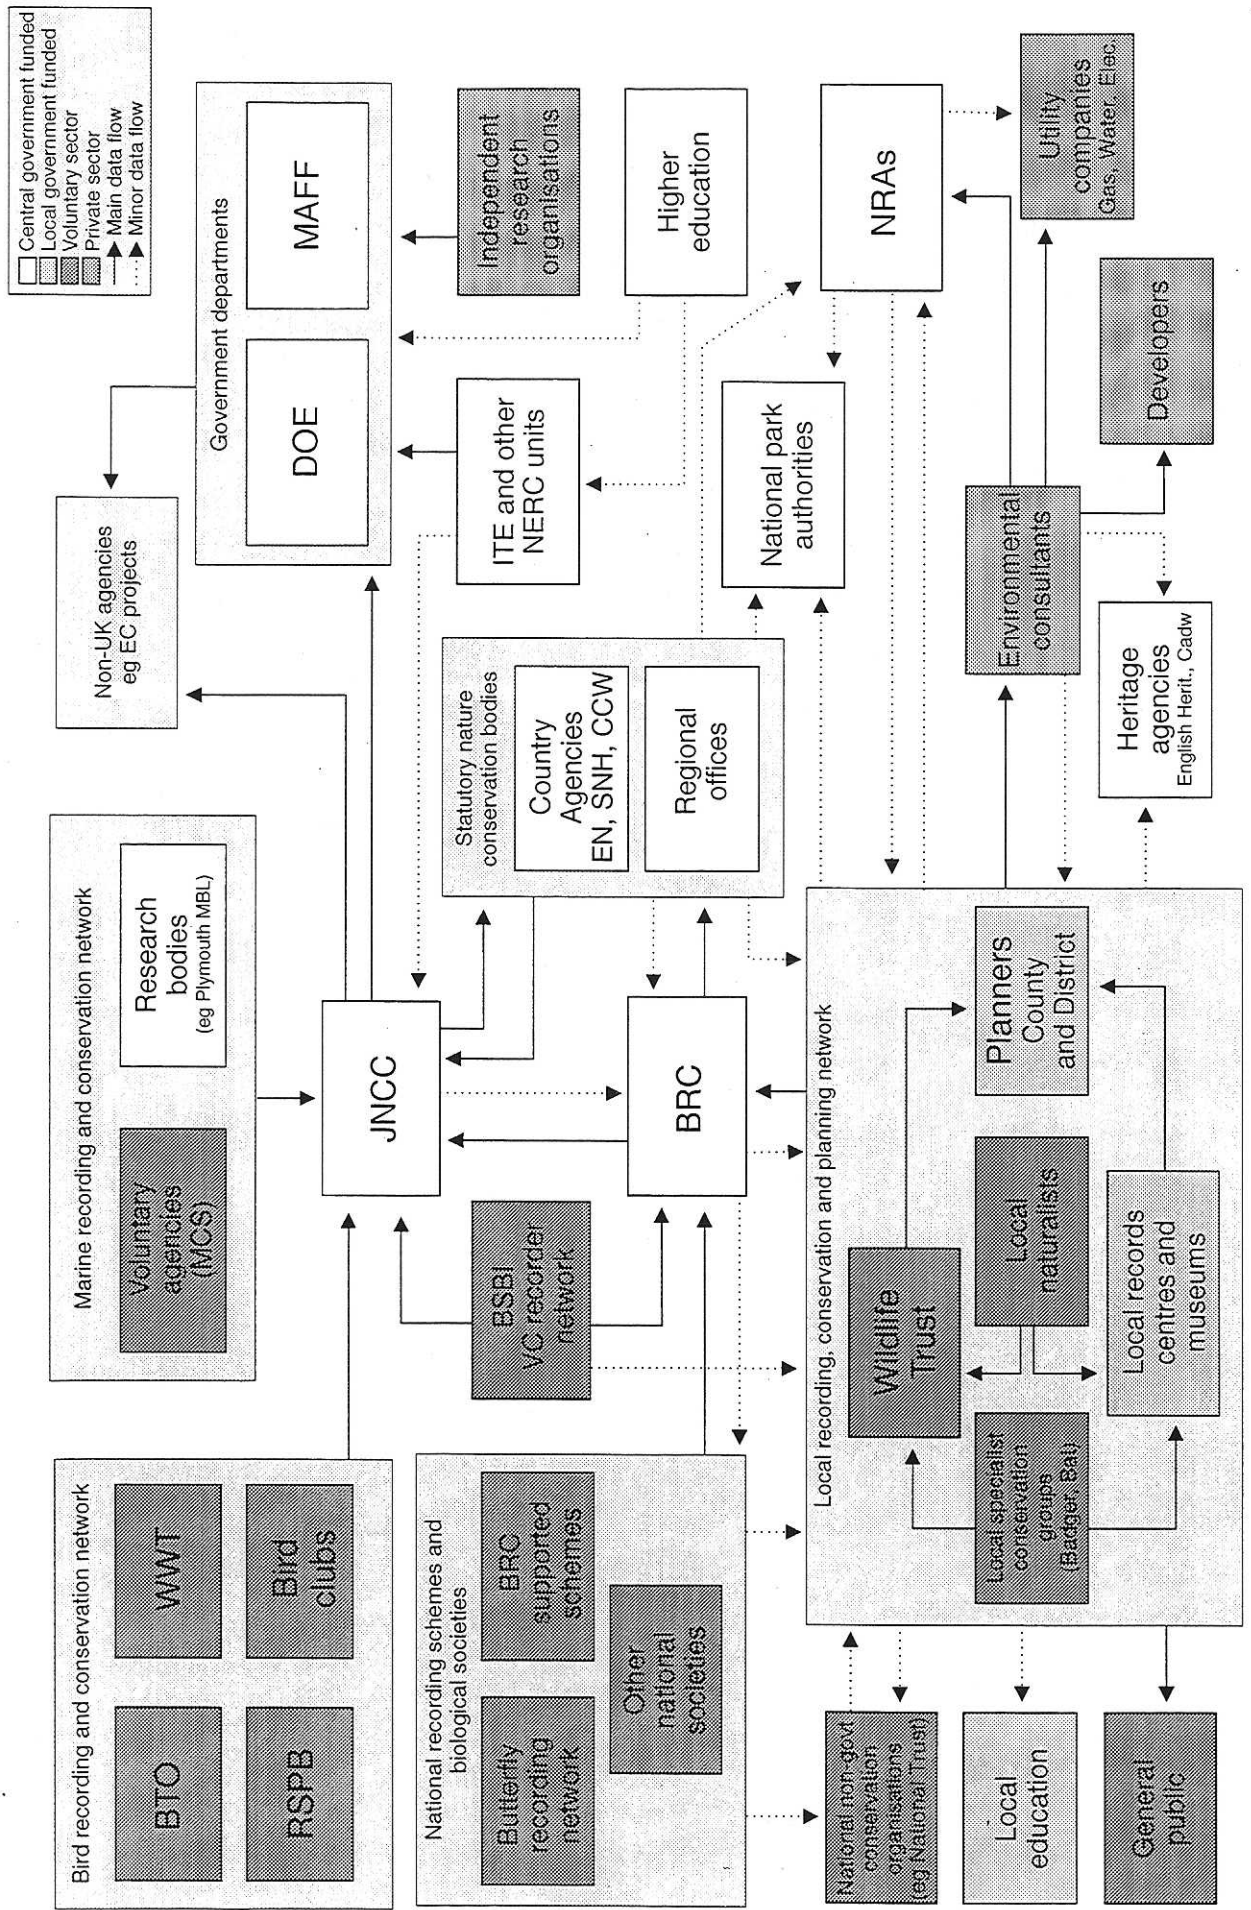 Bird recording and conservation network
BTO
WWT
RSPB
Bird
clubs
Marine recording and conservation network
Voluntary
agencies
(MCS)
Research
bodies
(eg Plymouth MBL)
Non-UK agencies
eg EC projects
Government departments
DOE
MAFF
Central government funded
Local government funded
Voluntary sector
Private sector
Main data flow
Minor data flow
National recording schemes and
biological societies
Butterfly
recording
network
BRC
supported
schemes
Other
national
societies
BSBI
VC recorder
network
JNCC
BRC
Statutory nature
conservation bodies
Country
Agencies
EN, SNH, CCW
Regional
offices
ITE and other
NERC units
Independent
research
organisations
Higher
education
National park
authorities
NRAs
Utility
companies
Gas, Water, Elec.
National non-govt
conservation
organisations
(eg National Trust)
Local
education
General
public
Local recording, conservation and planning network
Wildlife
Trust
Local specialist
conservation
groups
(Badger, Bat)
Local
naturalists
Planners
County
and District
Local records
centres and
museums
Environmental
consultants
Developers
Heritage
agencies
English Herit., Cadw